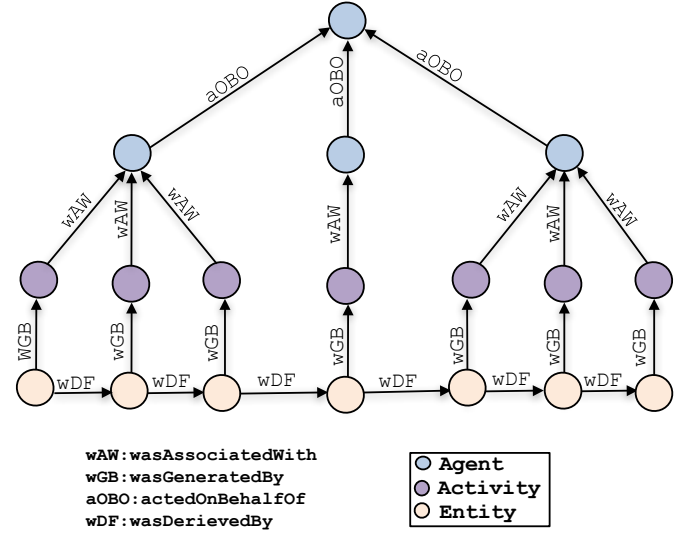 aOBO
aOBO
aOBO
wAW
wAW
wAW
wAW
wAW
wAW
wAW
WGB
wGB
wGB
wGB
wGB
wGB
wGB
wDF
wDF
wDF
wDF
wDF
wDF
wAW:wasAssociatedWith
wGB:wasGeneratedBy
aOBO:actedOnBehalfOf
wDF:wasDerievedBy
Agent
Activity
Entity